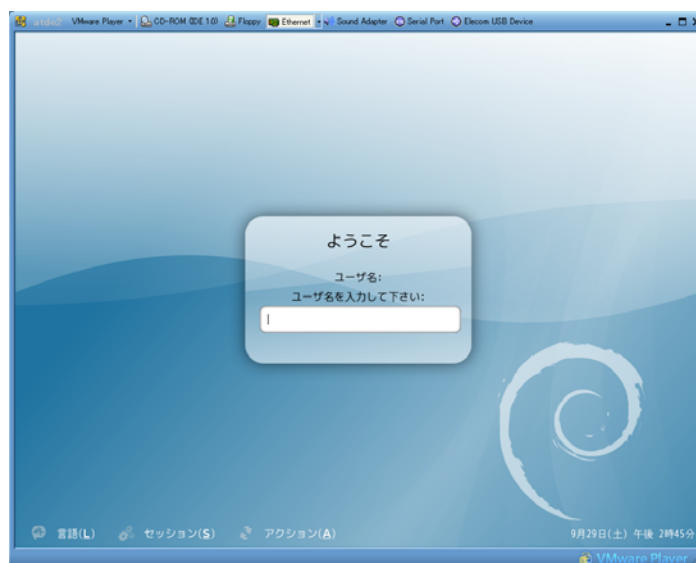 atde2 VMware Player CD-ROM (IDE 1:0) Floppy Ethernet Sound Adapter Serial Port Elecom USB Device
ようこそ
ユーザ名:
ユーザ名を入力して下さい:
言語(L) セッション(S) アクション(A) 9月29日(土) 午後 2時45分
VMware Player